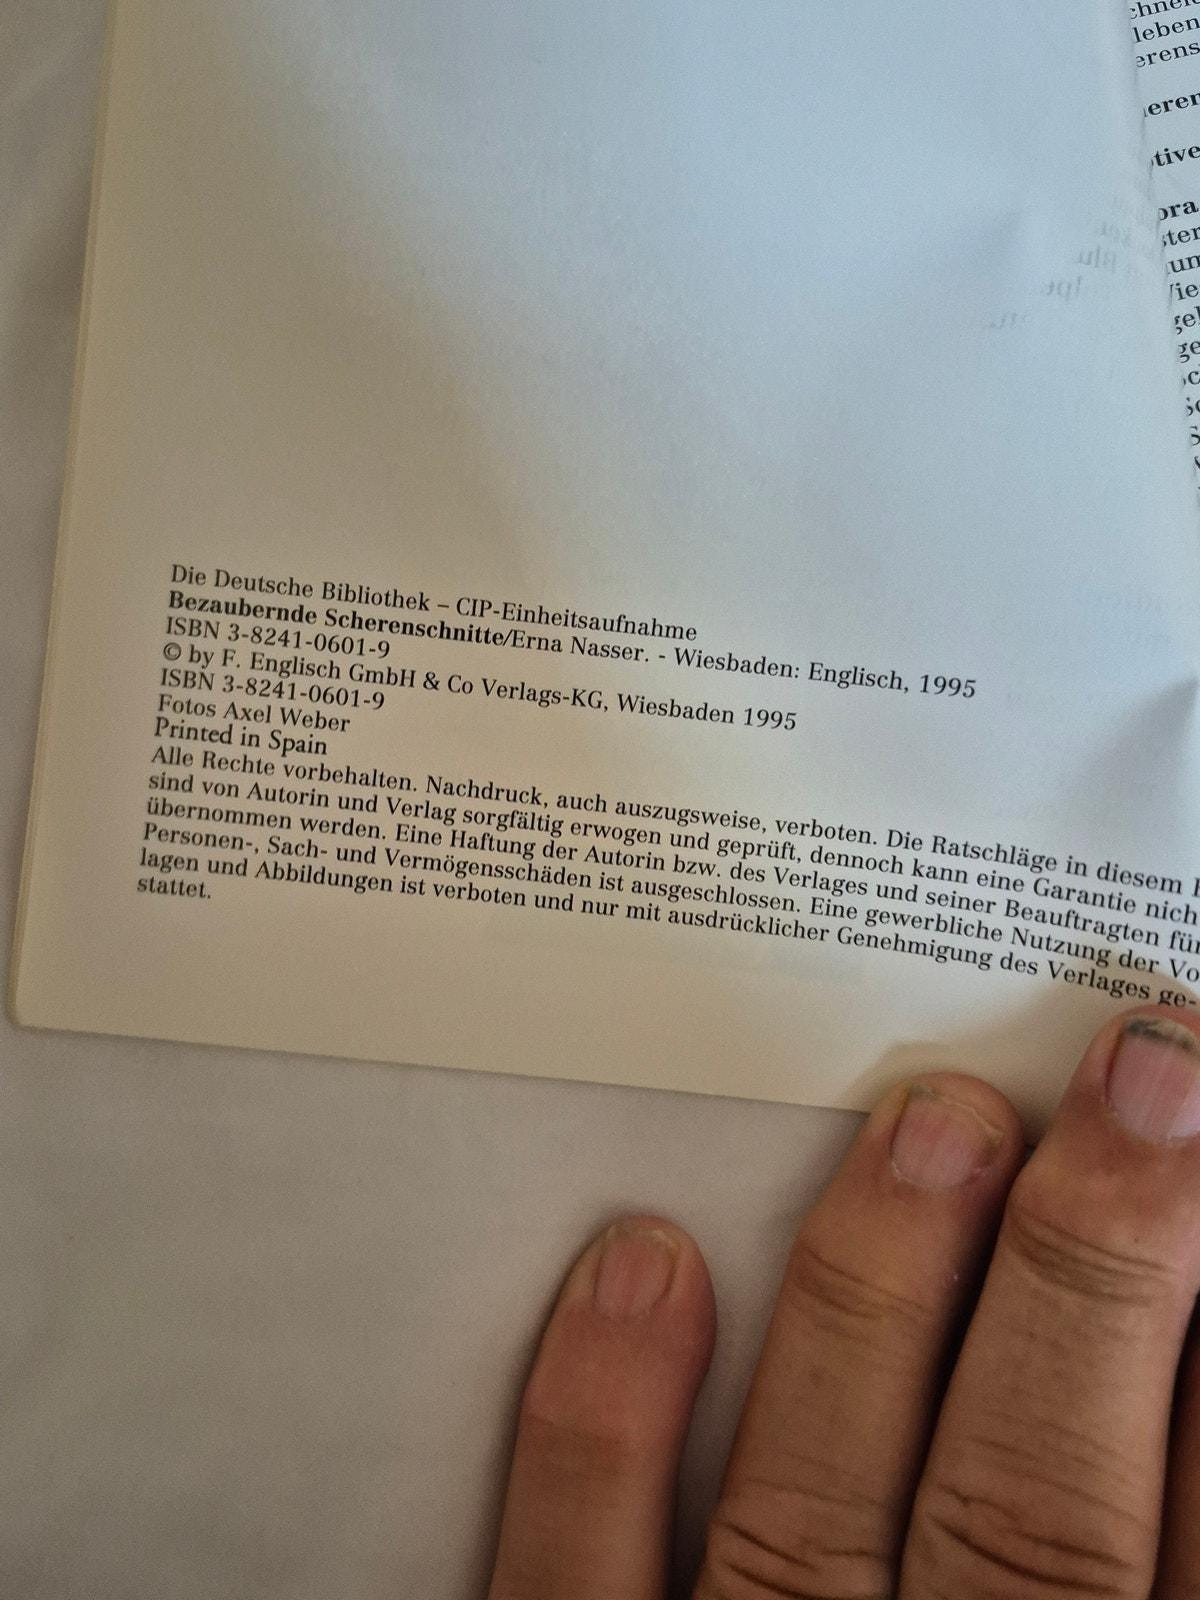 Die Deutsche Bibliothek – CIP-Einheitsaufnahme
Bezaubernde Scherenschnitte/Erna Nasser. - Wiesbaden: Englisch, 1995
ISBN 3-8241-0601-9
© by F. Englisch GmbH & Co Verlags-KG, Wiesbaden 1995
ISBN 3-8241-0601-9
Fotos Axel Weber
Printed in Spain
Alle Rechte vorbehalten. Nachdruck, auch auszugsweise, verboten. Die Ratschläge in diesem
sind von Autorin und Verlag sorgfältig erwogen und geprüft, dennoch kann eine Garantie nich
übernommen werden. Eine Haftung der Autorin bzw. des Verlages und seiner Beauftragten für
Personen-, Sach- und Vermögensschäden ist ausgeschlossen. Eine gewerbliche Nutzung der Vo
lagen und Abbildungen ist verboten und nur mit ausdrücklicher Genehmigung des Verlages ge-
stattet.